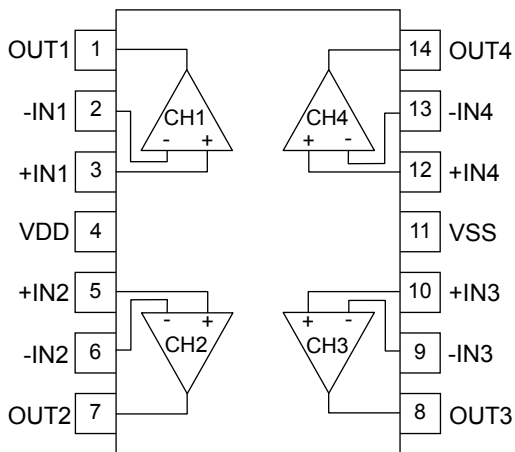 OUT1 1 14 OUT4
-IN1 2 13 -IN4
CH1 CH4
- + + -
+IN1 3 12 +IN4
VDD 4 11 VSS
+IN2 5 10 +IN3
- + + -
CH2 CH3
-IN2 6 9 -IN3
OUT2 7 8 OUT3